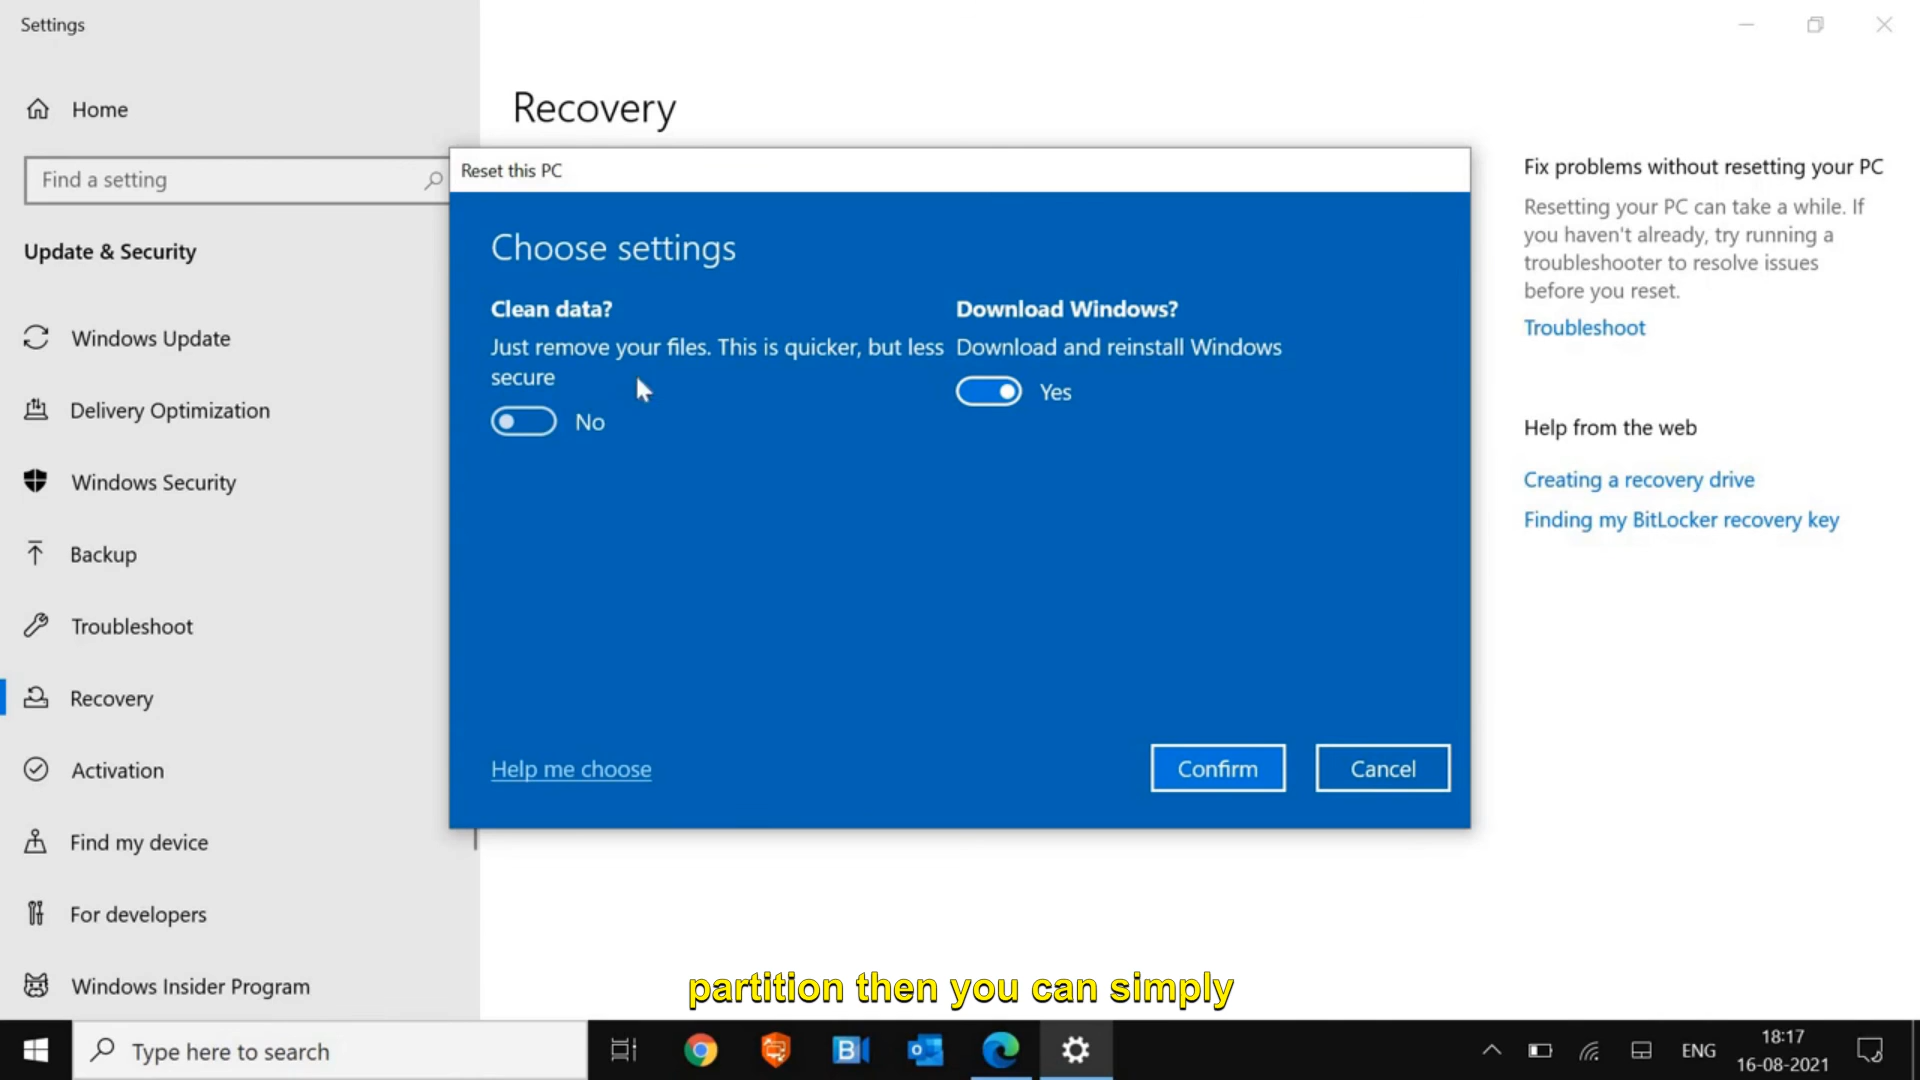 Settings
Home
Find a setting
Update & Security
Windows Update
Delivery Optimization
Windows Security
Backup
Troubleshoot
Recovery
Activation
Find my device
For developers
Windows Insider Program
Recovery
Reset this PC
Choose settings
Clean data?
Just remove your files. This is quicker, but less
secure
No
Download Windows?
Download and reinstall Windows
Yes
Help me choose
Confirm
Cancel
Fix problems without resetting your PC
Resetting your PC can take a while. If
you haven't already, try running a
troubleshooter to resolve issues
before you reset.
Troubleshoot
Help from the web
Creating a recovery drive
Finding my BitLocker recovery key
partition then you can simply
Type here to search
B
ENG
18:17
16-08-2021